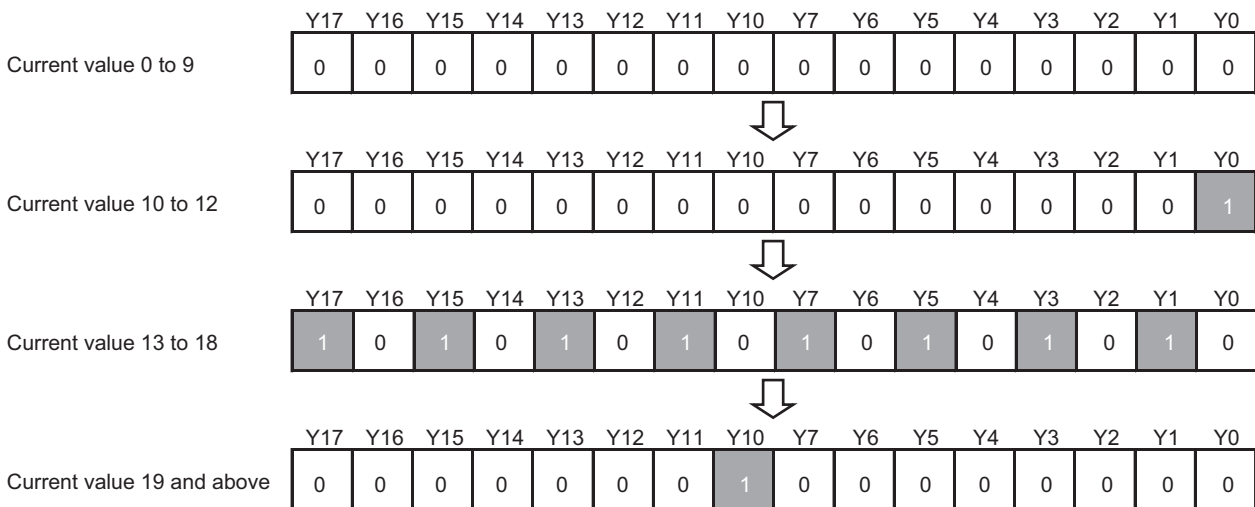 Y17 Y16 Y15 Y14 Y13 Y12 Y11 Y10 Y7 Y6 Y5 Y4 Y3 Y2 Y1 Y0
Current value 0 to 9 0 0 0 0 0 0 0 0 0 0 0 0 0 0 0 0
Y17 Y16 Y15 Y14 Y13 Y12 Y11 Y10 Y7 Y6 Y5 Y4 Y3 Y2 Y1 Y0
Current value 10 to 12 0 0 0 0 0 0 0 0 0 0 0 0 0 0 0 1
Y17 Y16 Y15 Y14 Y13 Y12 Y11 Y10 Y7 Y6 Y5 Y4 Y3 Y2 Y1 Y0
Current value 13 to 18 1 0 1 0 1 0 1 0 1 0 1 0 1 0 1 0
Y17 Y16 Y15 Y14 Y13 Y12 Y11 Y10 Y7 Y6 Y5 Y4 Y3 Y2 Y1 Y0
Current value 19 and above 0 0 0 0 0 0 0 1 0 0 0 0 0 0 0 0